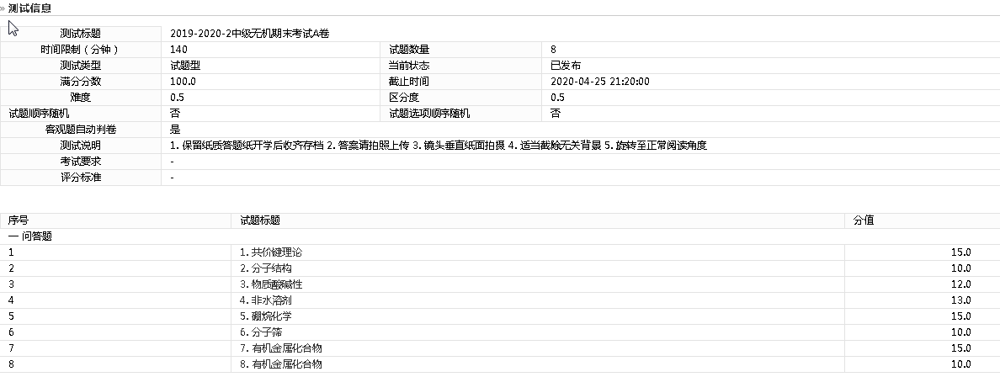 » 测试信息
测试标题 2019-2020-2中级无机期末考试A卷
时间限制（分钟） 140 试题数量 8
测试类型 试题型 当前状态 已发布
满分分数 100.0 截止时间 2020-04-25 21:20:00
难度 0.5 区分度 0.5
试题顺序随机 否 试题选项顺序随机 否
客观题自动判卷 是
测试说明 1. 保留纸质答题纸开学后收齐存档 2. 答案请拍照上传 3. 镜头垂直纸面拍摄 4. 适当截除无关背景 5. 旋转至正常阅读角度
考试要求 -
评分标准 -
序号 试题标题 分值
一 问答题
1 1. 共价键理论 15.0
2 2. 分子结构 10.0
3 3. 物质酸碱性 12.0
4 4. 非水溶剂 13.0
5 5. 硼烷化学 15.0
6 6. 分子筛 10.0
7 7. 有机金属化合物 15.0
8 8. 有机金属化合物 10.0